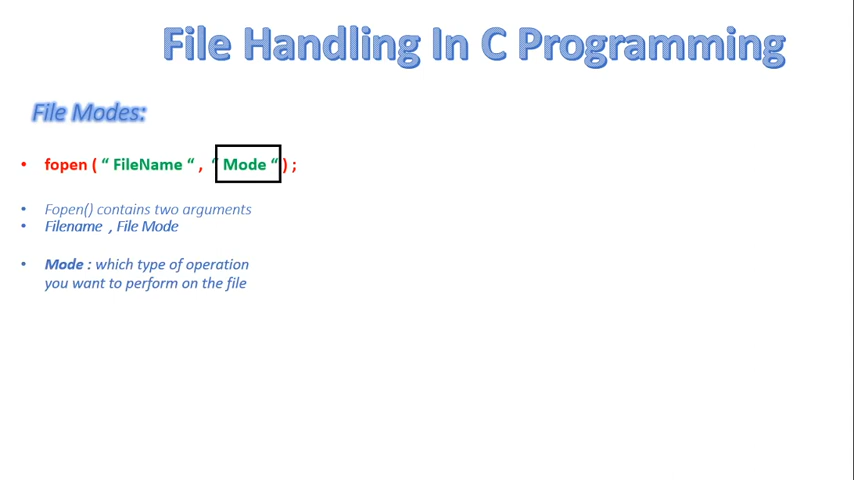 File Handling In C Programming
File Modes:
• fopen ( “ FileName “ , “ Mode “ ) ;
• Fopen() contains two arguments
• Filename , File Mode
• Mode : which type of operation
you want to perform on the file